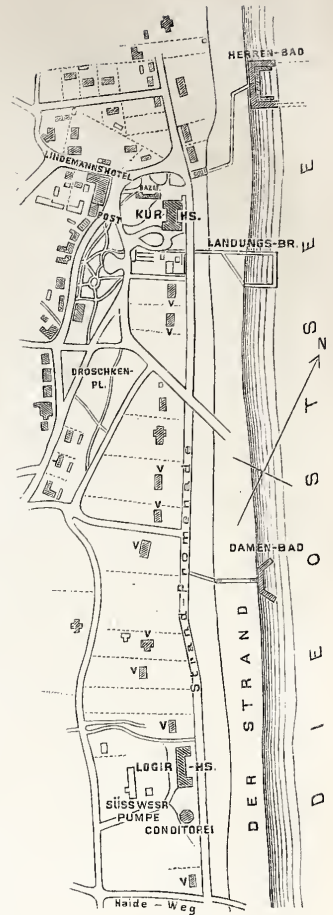 HERREN-BAD
LINDEMANNSHOTEL
BAZAR
POST
KUR HS.
LANDUNGS-BR.
DROSCHKEN-
PL.
N
V
V
V
V
V
DAMEN-BAD
Strand-Promenade
V
V
V
LOGIR -HS.
SÜSSWSSR
PUMPE
CONDITOREI
V
Haide-Weg
DER STRAND
DIE OSTSEE